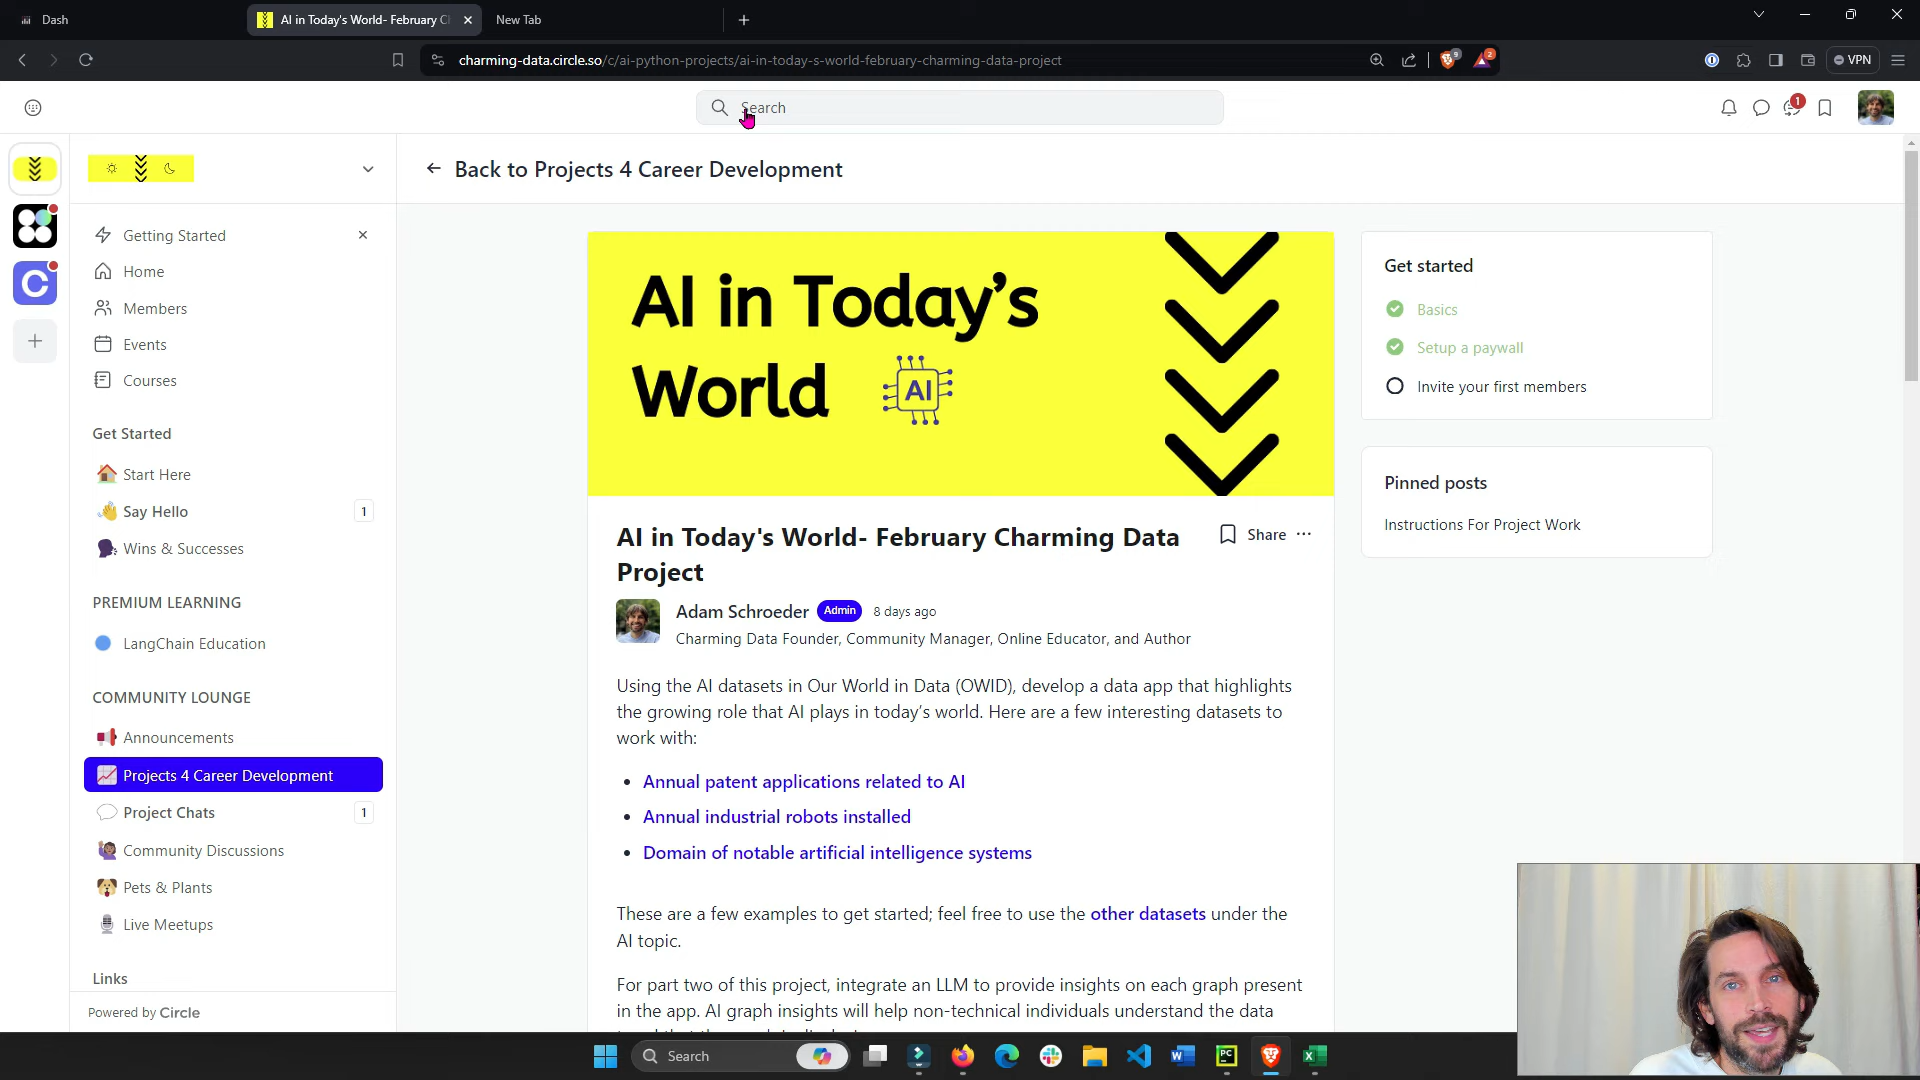 Dash
AI in Today's World- February C
New Tab
charming-data.circle.so/c/ai-python-projects/ai-in-today-s-world-february-charming-data-project
9
2
VPN
Search
1
Back to Projects 4 Career Development
Getting Started
Home
Members
Events
Courses
Get Started
Start Here
Say Hello 1
Wins & Successes
PREMIUM LEARNING
LangChain Education
COMMUNITY LOUNGE
Announcements
Projects 4 Career Development
Project Chats 1
Community Discussions
Pets & Plants
Live Meetups
Links
Powered by Circle
AI in Today’s
World AI
AI in Today's World- February Charming Data
Project
Share
Adam Schroeder Admin 8 days ago
Charming Data Founder, Community Manager, Online Educator, and Author
Using the AI datasets in Our World in Data (OWID), develop a data app that highlights
the growing role that AI plays in today’s world. Here are a few interesting datasets to
work with:
• Annual patent applications related to AI
• Annual industrial robots installed
• Domain of notable artificial intelligence systems
These are a few examples to get started; feel free to use the other datasets under the
AI topic.
For part two of this project, integrate an LLM to provide insights on each graph present
in the app. AI graph insights will help non-technical individuals understand the data
Get started
Basics
Setup a paywall
Invite your first members
Pinned posts
Instructions For Project Work
Search